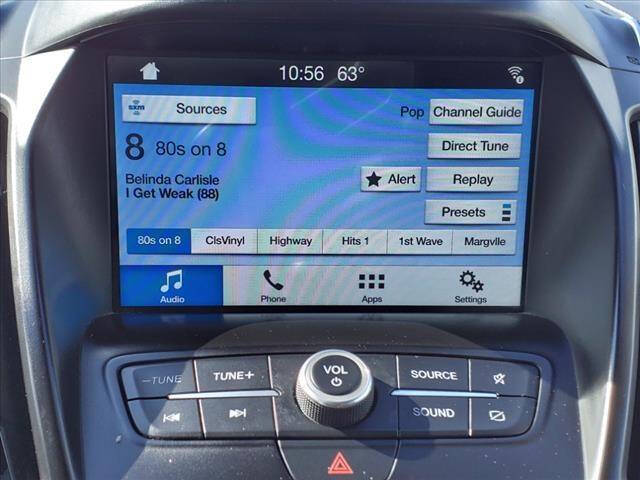 10:56 63°
sxm Sources
Pop Channel Guide
8 80s on 8
Direct Tune
Belinda Carlisle
I Get Weak (88)
Alert
Replay
Presets
80s on 8 ClsVinyl Highway Hits 1 1st Wave Margvlle
Audio Phone Apps Settings
VOL
–TUNE TUNE+ SOURCE
SOUND